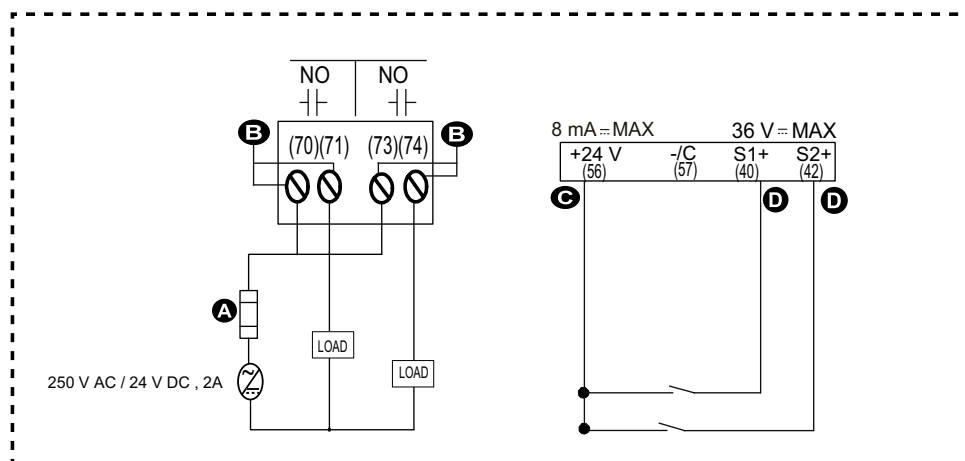 NO NO
B (70)(71) (73)(74) B
A
LOAD
LOAD
250 V AC / 24 V DC , 2A
8 mA ⎓ MAX 36 V ⎓ MAX
+24 V -/C S1+ S2+
(56) (57) (40) (42)
C D D